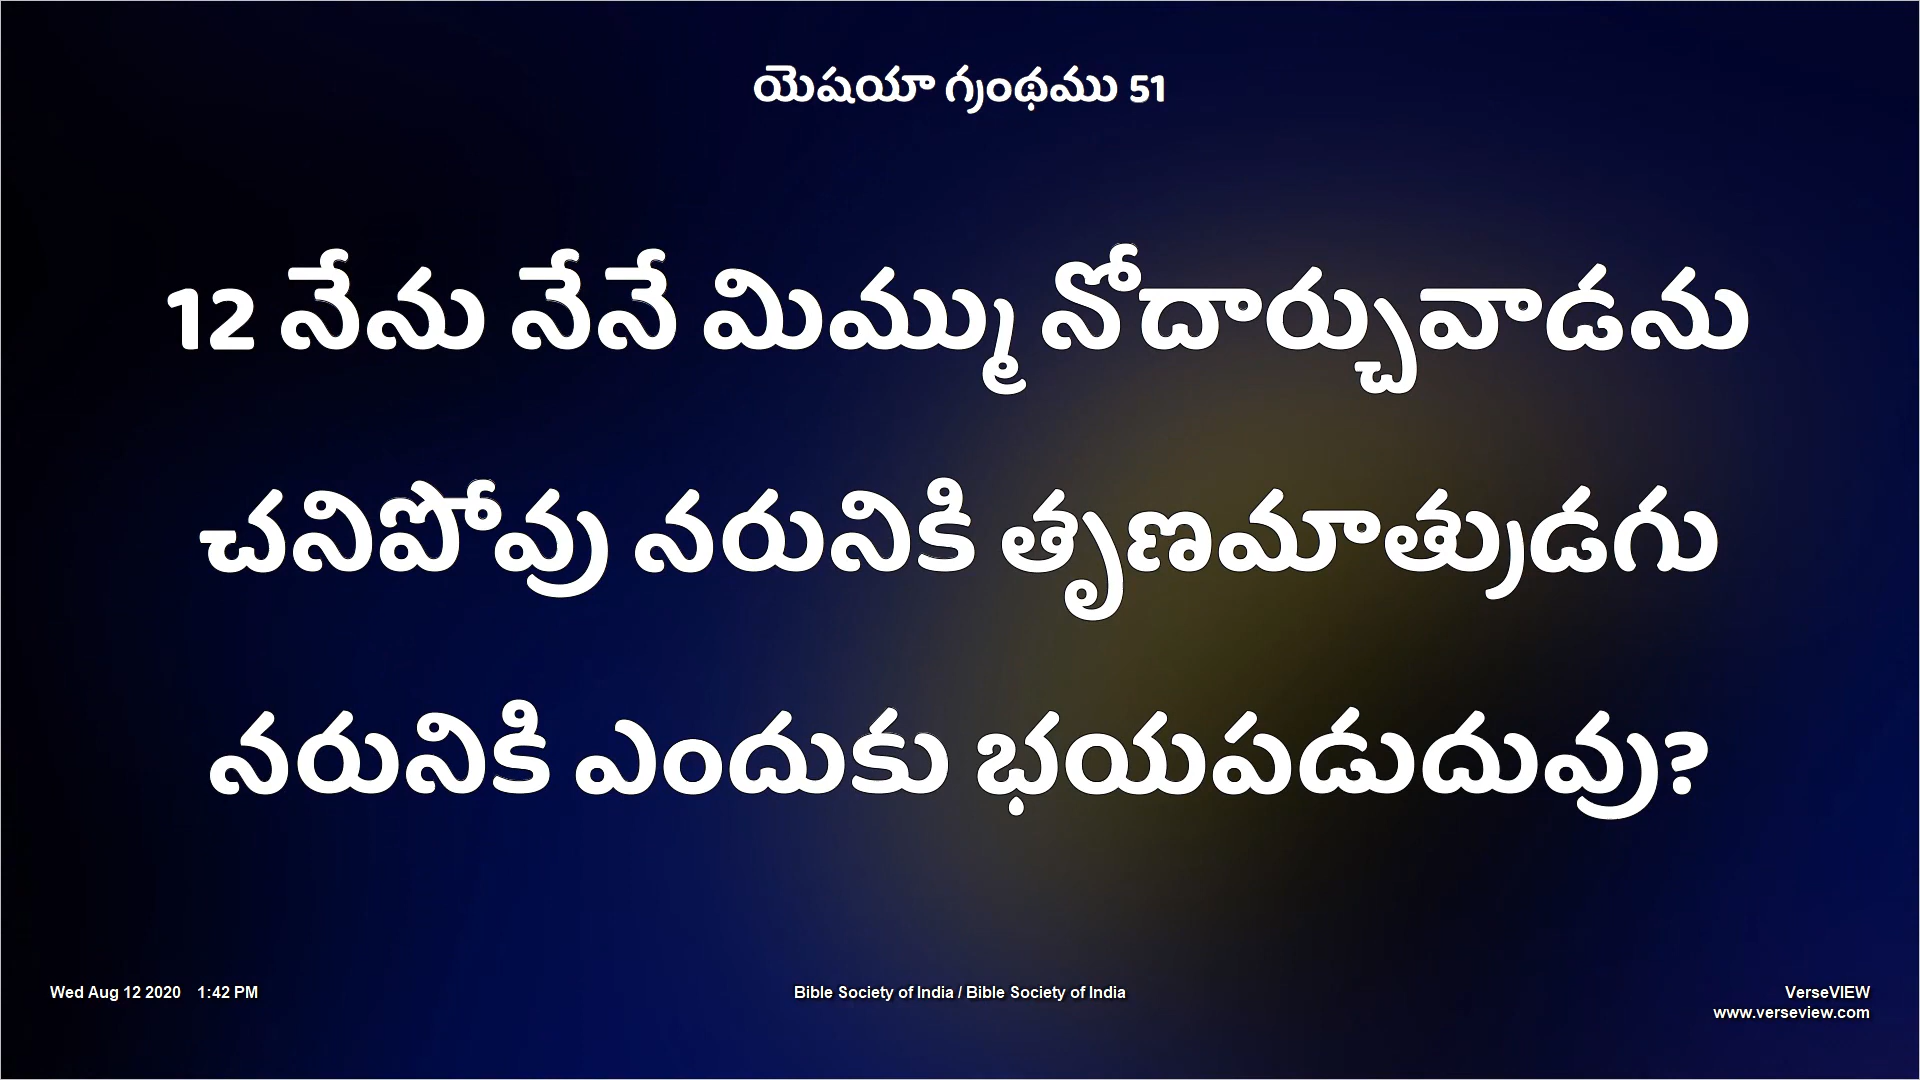 యెషయా గ్రంథము 51
12 నేను నేనే మిమ్ము నోదార్చువాడను
చనిపోవు నరునికి తృణమాత్రుడగు
నరునికి ఎందుకు భయపడుదువు?
Wed Aug 12 2020 1:42 PM
Bible Society of India / Bible Society of India
VerseVIEW
www.verseview.com